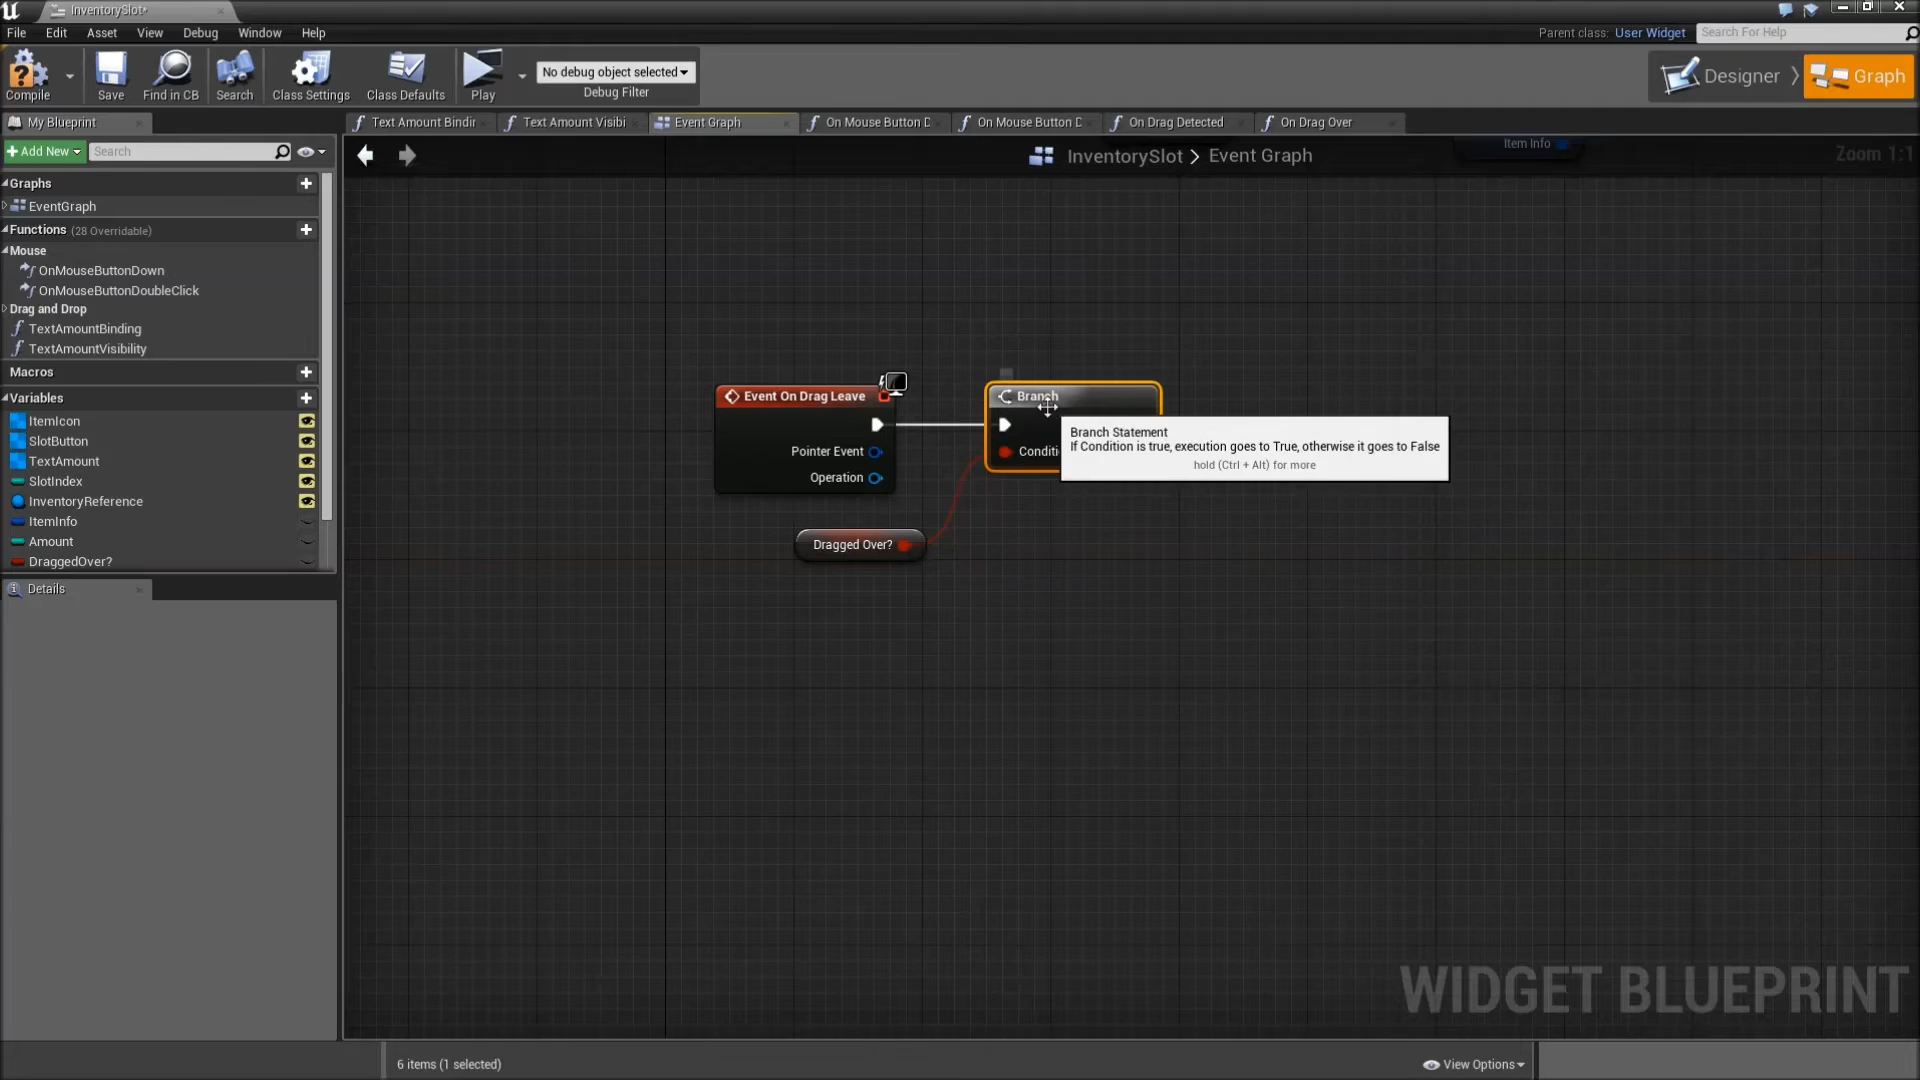 InventorySlot*
File Edit Asset View Debug Window Help
Parent class: User Widget
Search For Help
Compile
Save
Find in CB
Search
Class Settings
Class Defaults
Play
No debug object selected
Debug Filter
Designer
Graph
My Blueprint
Text Amount Bindir
Text Amount Visibi
Event Graph
On Mouse Button D
On Mouse Button D
On Drag Detected
On Drag Over
Add New
Search
InventorySlot > Event Graph
Item Info
Zoom 1:1
Graphs
EventGraph
Functions (28 Overridable)
Mouse
OnMouseButtonDown
OnMouseButtonDoubleClick
Drag and Drop
TextAmountBinding
TextAmountVisibility
Macros
Variables
ItemIcon
SlotButton
TextAmount
SlotIndex
InventoryReference
ItemInfo
Amount
DraggedOver?
Details
Event On Drag Leave
Pointer Event
Operation
Dragged Over?
Branch
Conditi
Branch Statement
If Condition is true, execution goes to True, otherwise it goes to False
hold (Ctrl + Alt) for more
WIDGET BLUEPRINT
6 items (1 selected)
View Options